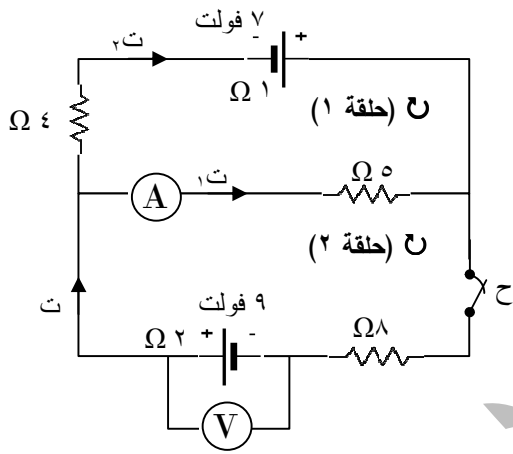 ٧ فولت
- +
ت٢
Ω ١
(حلقة ١) ↻
Ω ٤
ت١
Ω ٥
A
(حلقة ٢) ↻
ح
ت
٩ فولت
Ω ٢
+ -
Ω٨
V